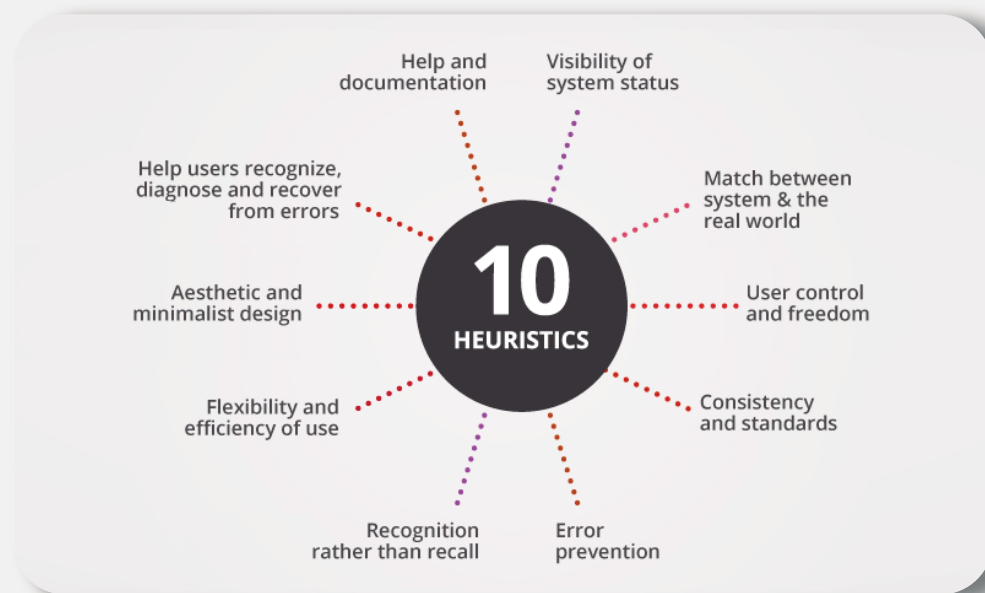 10
HEURISTICS
Visibility of
system status
Match between
system & the
real world
User control
and freedom
Consistency
and standards
Error
prevention
Recognition
rather than recall
Flexibility and
efficiency of use
Aesthetic and
minimalist design
Help users recognize,
diagnose and recover
from errors
Help and
documentation